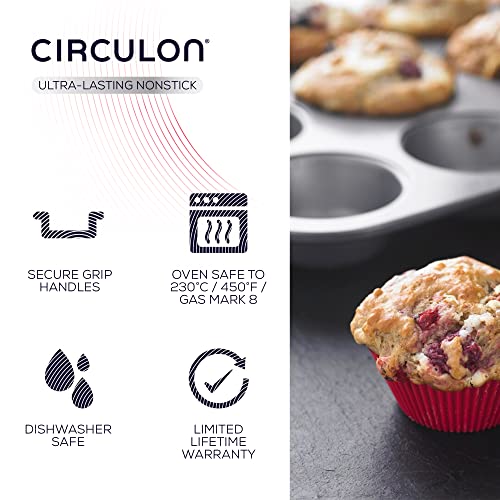 CIRCULON®
ULTRA-LASTING NONSTICK
SECURE GRIP
HANDLES
OVEN SAFE TO
230°C / 450°F /
GAS MARK 8
DISHWASHER
SAFE
LIMITED
LIFETIME
WARRANTY